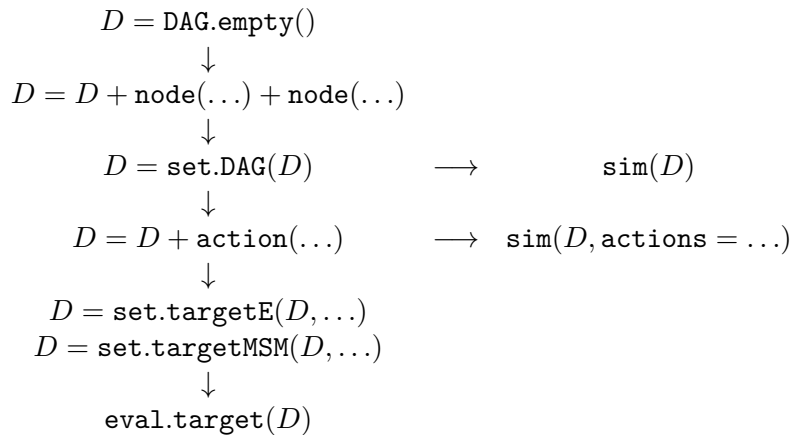 D = DAG.empty()
↓
D = D + node(...) + node(...)
↓
D = set.DAG(D) ⟶ sim(D)
↓
D = D + action(...) ⟶ sim(D, actions = ...)
↓
D = set.targetE(D, ...)
D = set.targetMSM(D, ...)
↓
eval.target(D)